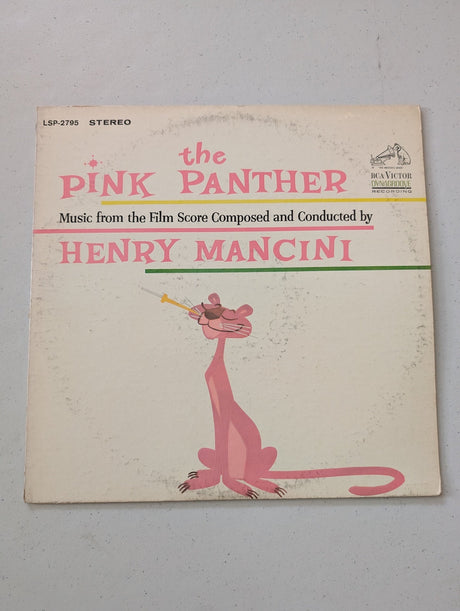 LSP-2795 STEREO
the
PINK PANTHER
RCA VICTOR
DYNAGROOVE
RECORDING
Music from the Film Score Composed and Conducted by
HENRY MANCINI